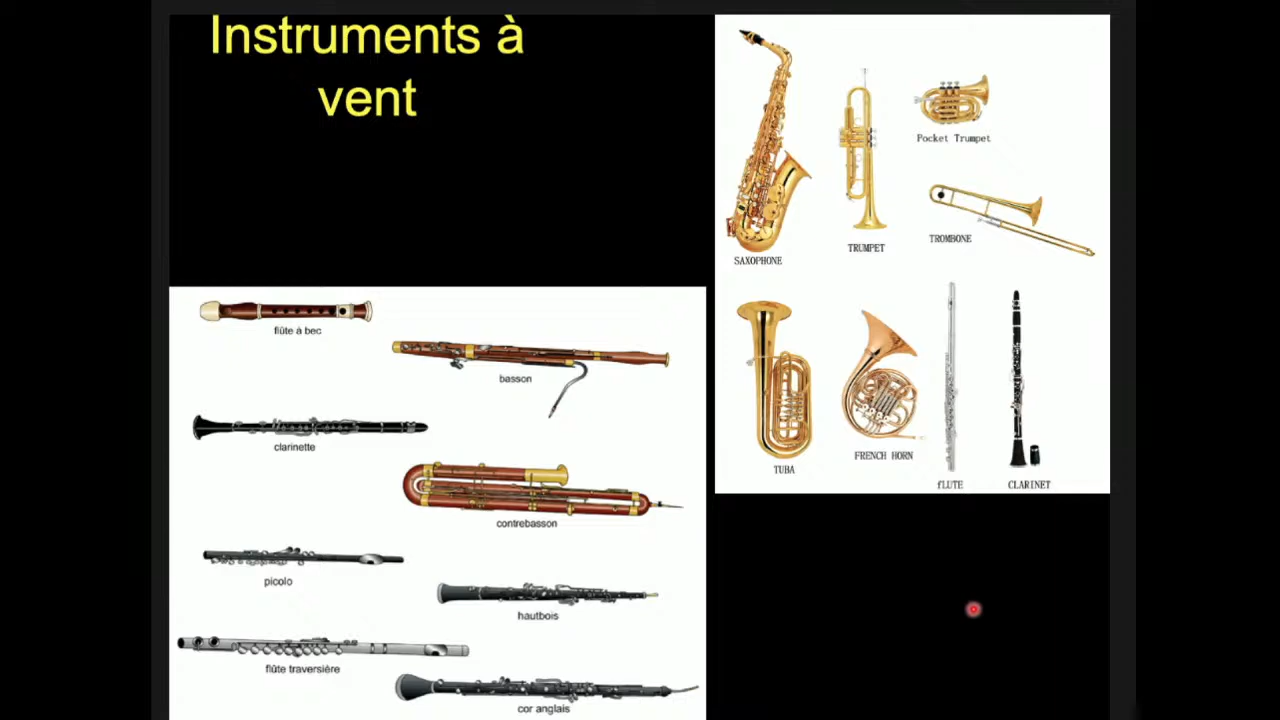 Instruments à
vent
flûte à bec
basson
clarinette
contrebasson
picolo
hautbois
flûte traversière
cor anglais
SAXOPHONE
TRUMPET
Pocket Trumpet
TROMBONE
TUBA
FRENCH HORN
fLUTE
CLARINET